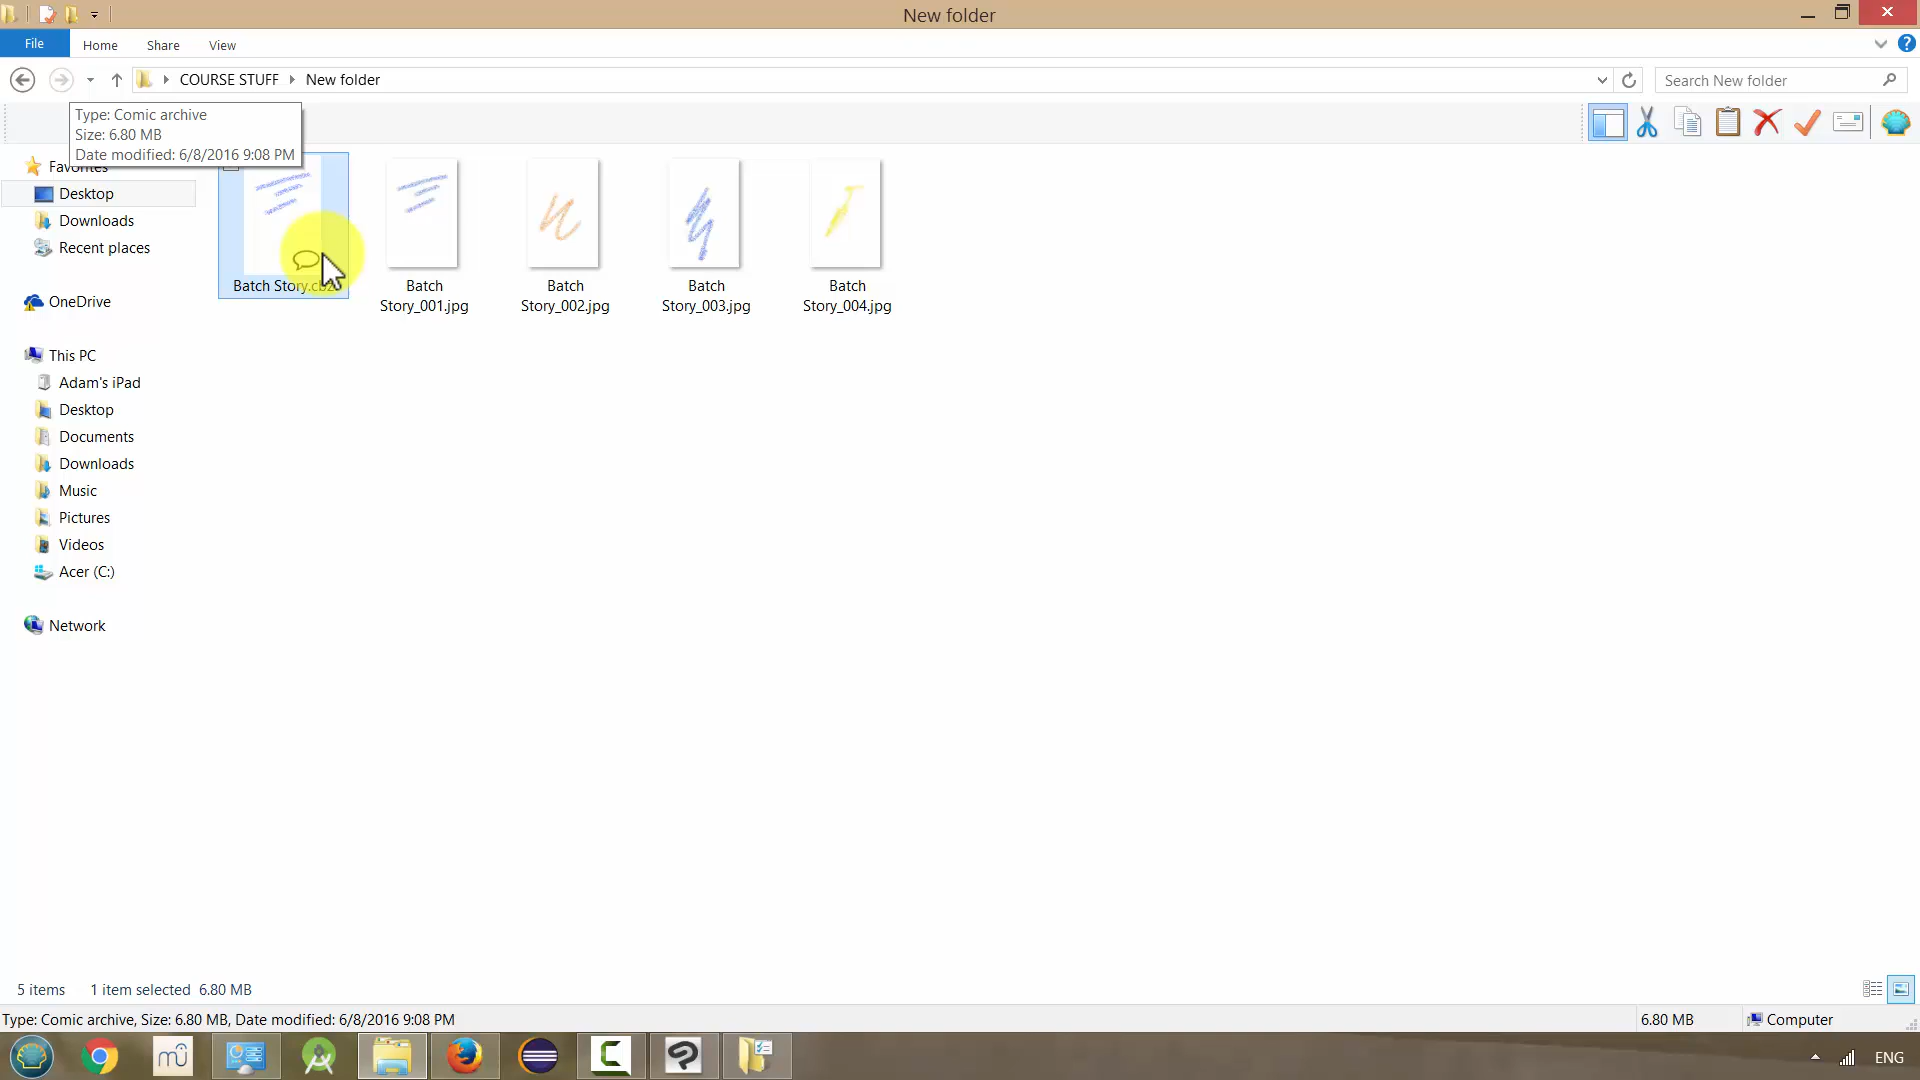 New folder
File
Home
Share
View
COURSE STUFF
New folder
Search New folder
Type: Comic archive
Size: 6.80 MB
Date modified: 6/8/2016 9:08 PM
Favorites
Desktop
Downloads
Recent places
OneDrive
This PC
Adam's iPad
Desktop
Documents
Downloads
Music
Pictures
Videos
Acer (C:)
Network
Batch Story.cbz
Batch
Story_001.jpg
Batch
Story_002.jpg
Batch
Story_003.jpg
Batch
Story_004.jpg
5 items
1 item selected 6.80 MB
Type: Comic archive, Size: 6.80 MB, Date modified: 6/8/2016 9:08 PM
6.80 MB
Computer
mü
ENG